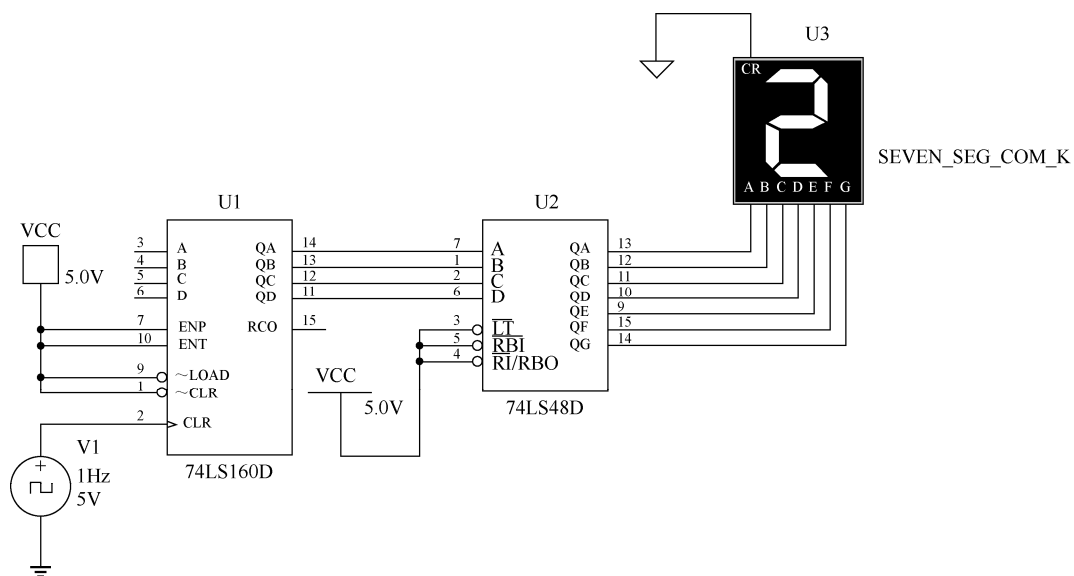 U3
CR
SEVEN_SEG_COM_K
A B C D E F G
U1
U2
VCC
5.0V
3 A QA 14
4 B QB 13
5 C QC 12
6 D QD 11
7 ENP RCO 15
10 ENT
9 ~LOAD
1 ~CLR
2 CLR
74LS160D
7 A QA 13
1 B QB 12
2 C QC 11
6 D QD 10
QE 9
3 LT QF 15
5 RBI QG 14
4 RI/RBO
74LS48D
VCC
5.0V
V1
1Hz
5V